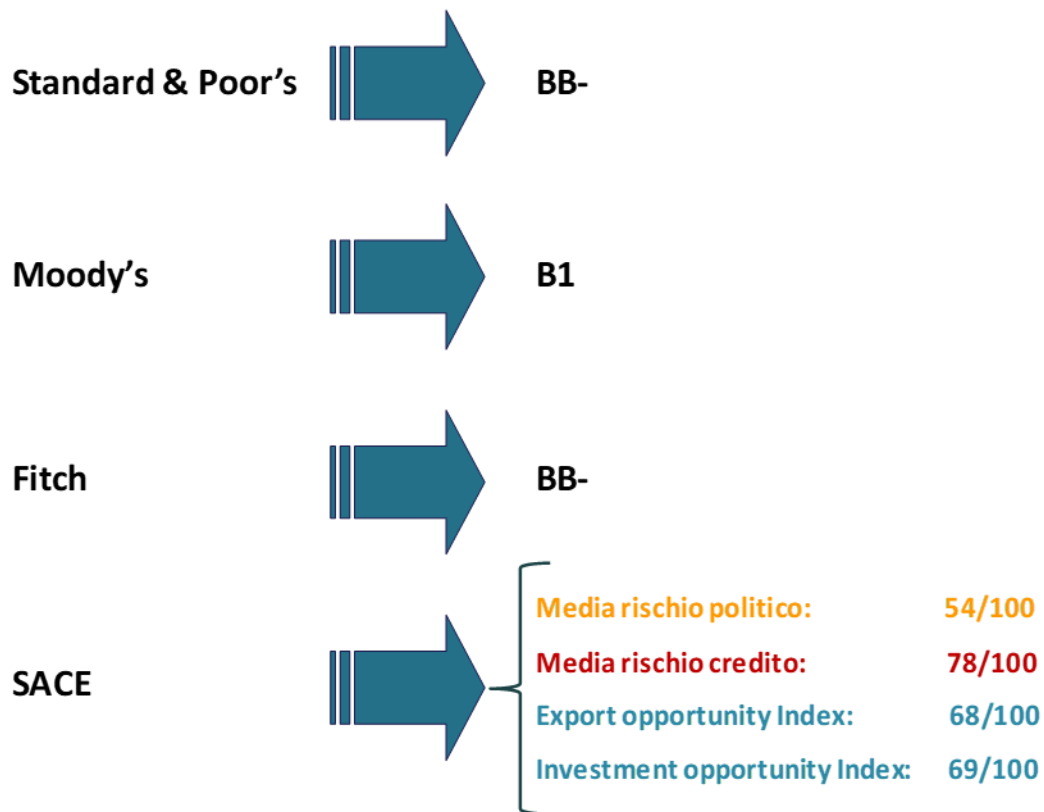 Standard & Poor’s BB-
Moody’s B1
Fitch BB-
SACE
Media rischio politico: 54/100
Media rischio credito: 78/100
Export opportunity Index: 68/100
Investment opportunity Index: 69/100